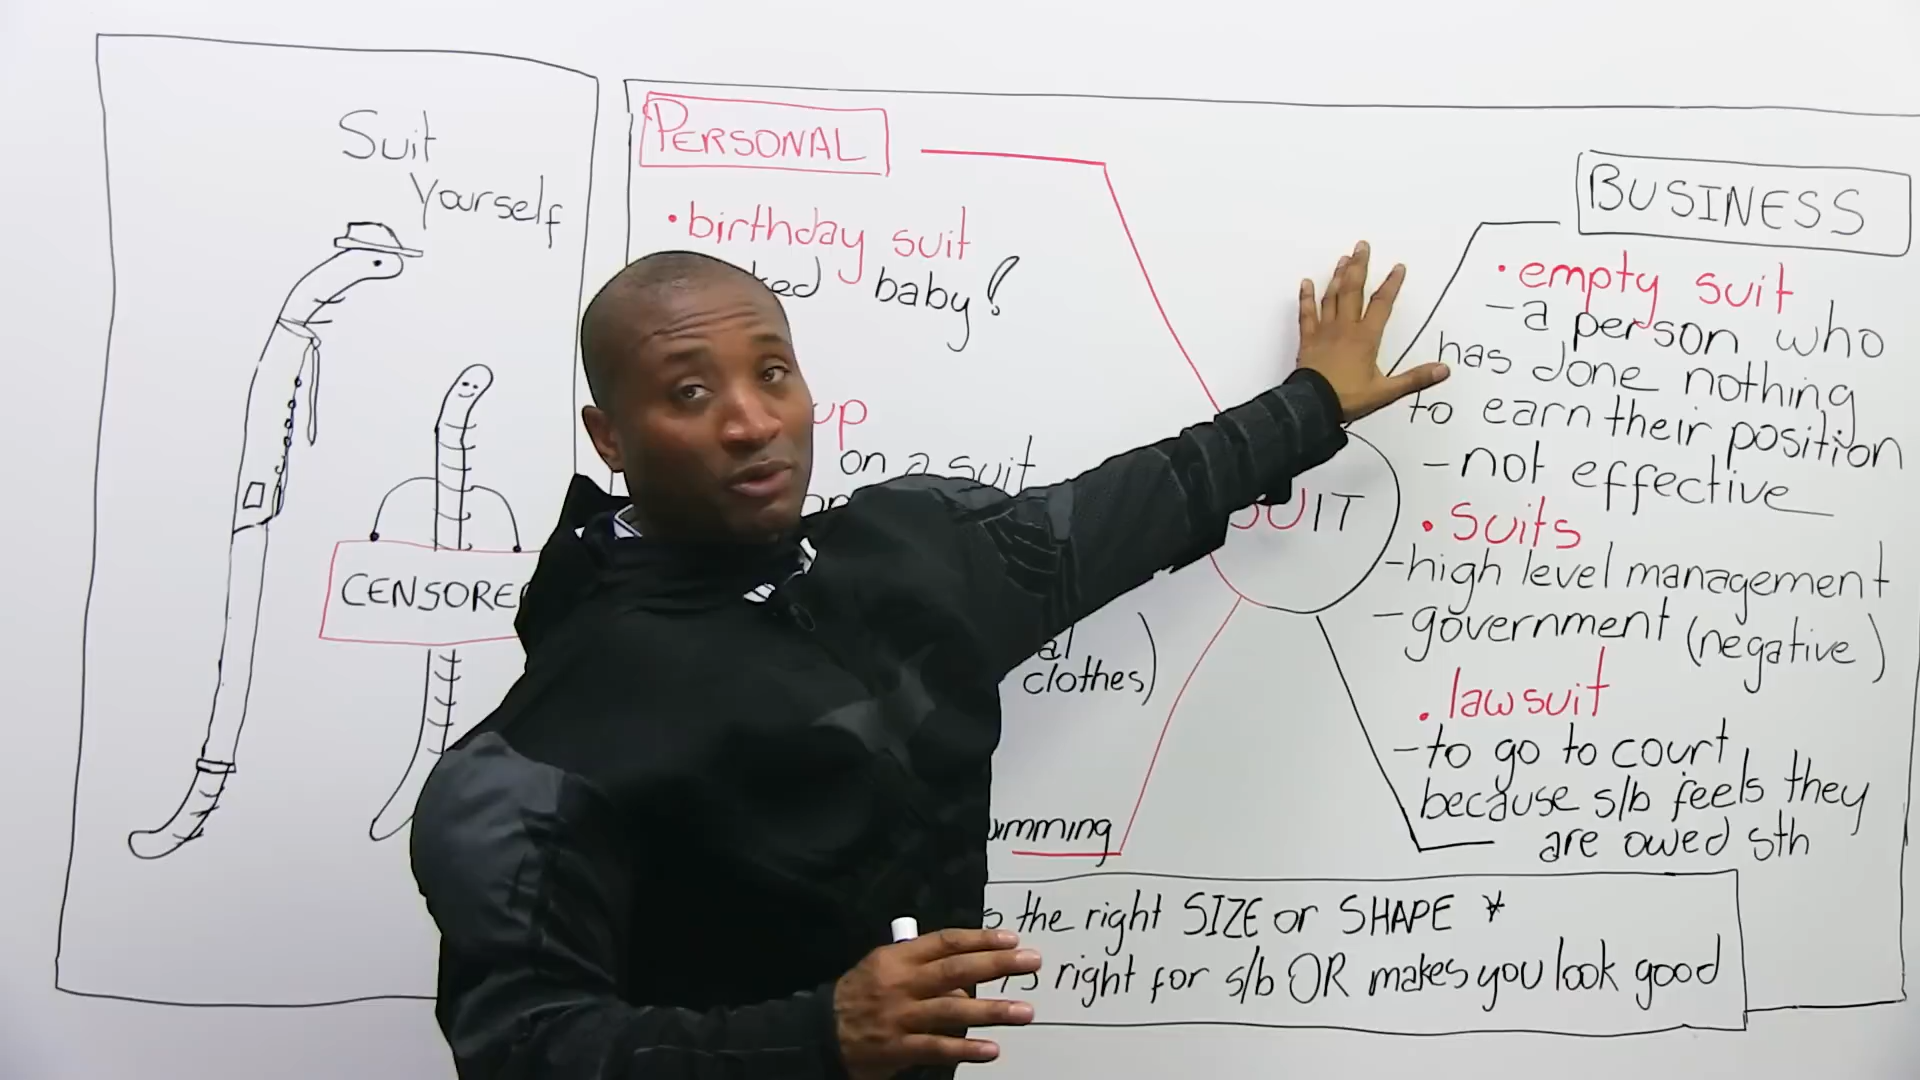 Suit
Yourself
CENSORE
PERSONAL
• birthday suit
baby!
up
on a suit
clothes)
SUIT
BUSINESS
• empty suit
- a person who
has done nothing
to earn their position
- not effective
• suits
- high level management
- government (negative)
• lawsuit
- to go to court
because s/b feels they
are owed sth
the right SIZE or SHAPE *
right for s/b OR makes you look good